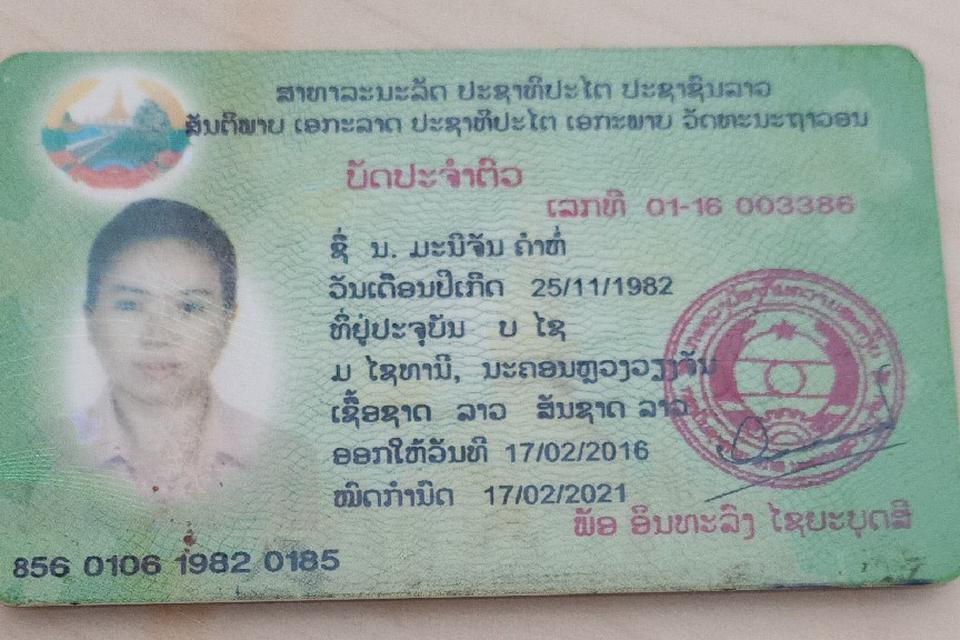 ສາທາລະນະລັດ ປະຊາທິປະໄຕ ປະຊາຊົນລາວ
ສັນຕິພາບ ເອກະລາດ ປະຊາທິປະໄຕ ເອກະພາບ ວັດທະນະຖາວອນ
ບັດປະຈຳຕົວ
ເລກທີ 01-16 003386
ຊື່ ນ. ມະນີຈັນ ຄຳຫໍ່
ວັນເດືອນປີເກີດ 25/11/1982
ທີ່ຢູ່ປະຈຸບັນ ບ ໄຊ
ມ ໄຊທານີ, ນະຄອນຫຼວງວຽງຈັນ
ເຊື້ອຊາດ ລາວ ສັນຊາດ ລາວ
ອອກໃຫ້ວັນທີ 17/02/2016
ໝົດກຳນົດ 17/02/2021
ພັອ ອິນທະລົງ ໄຊຍະບຸດສີ
856 0106 1982 0185